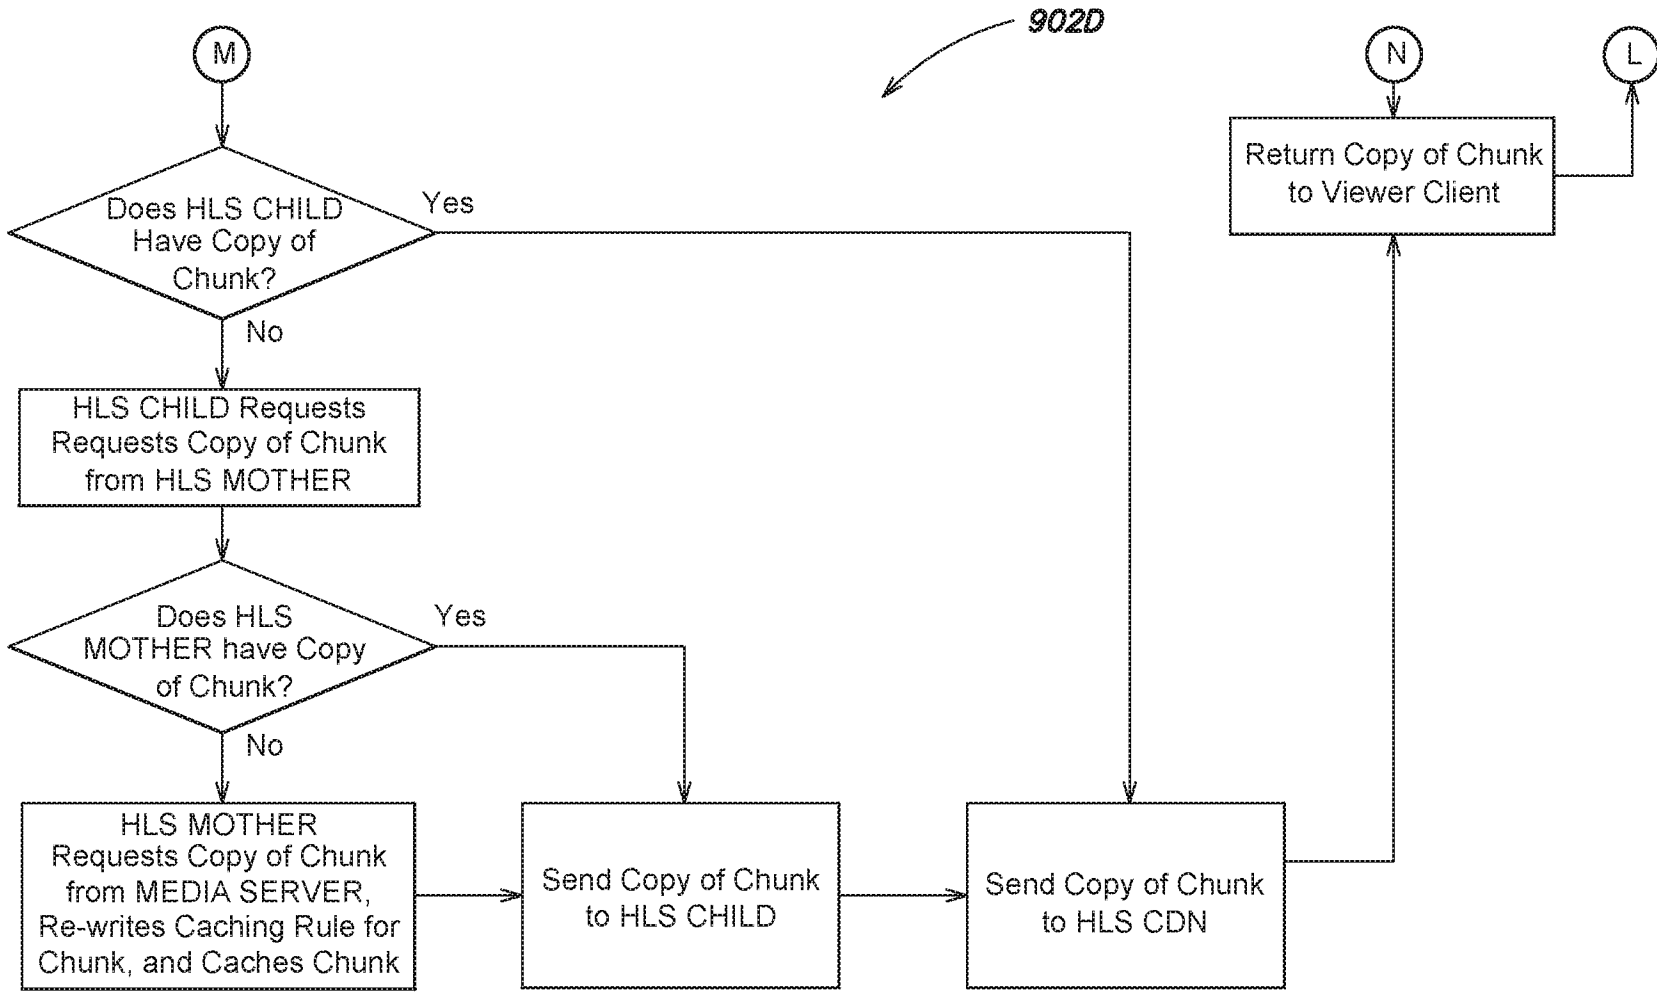 902D
M
N
L
Return Copy of Chunk
to Viewer Client
Does HLS CHILD
Have Copy of
Chunk?
Yes
No
HLS CHILD Requests
Requests Copy of Chunk
from HLS MOTHER
Does HLS
MOTHER have Copy
of Chunk?
Yes
No
HLS MOTHER
Requests Copy of Chunk
from MEDIA SERVER,
Re-writes Caching Rule for
Chunk, and Caches Chunk
Send Copy of Chunk
to HLS CHILD
Send Copy of Chunk
to HLS CDN